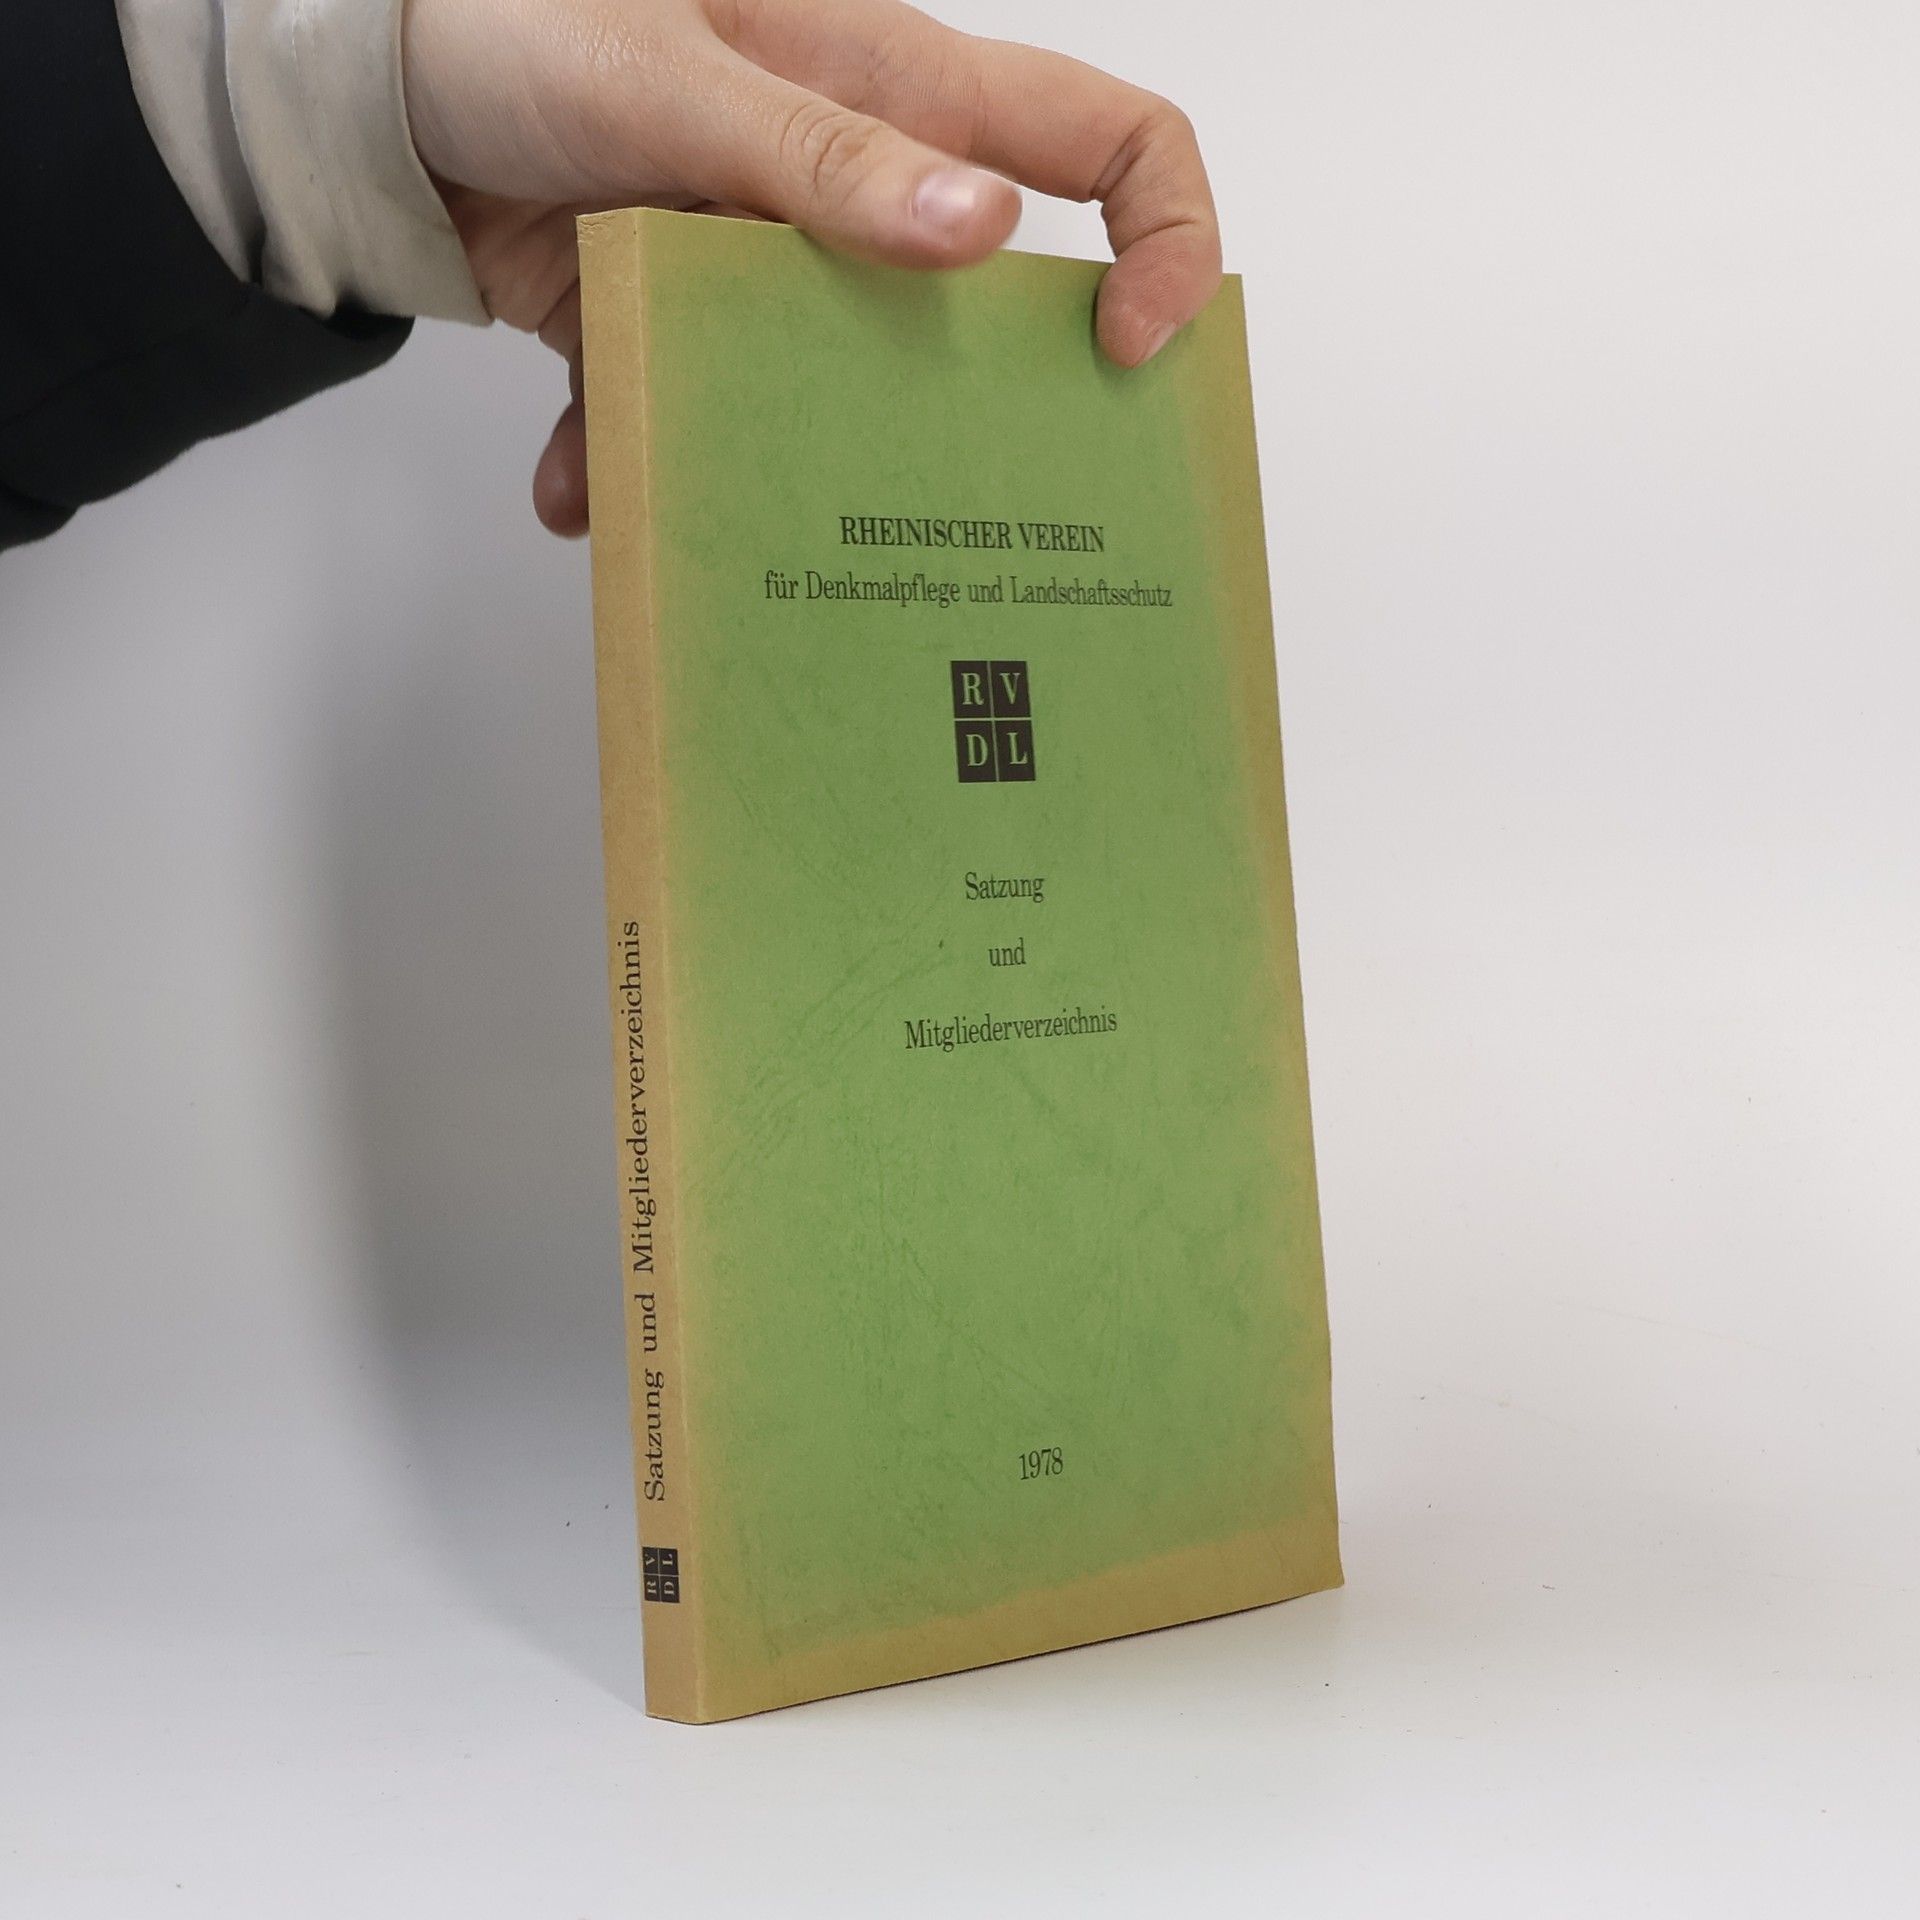 RHEINISCHER VEREIN
für Denkmalpflege und Landschaftsschutz
R V
D L
Satzung
und
Mitgliederverzeichnis
1978
Satzung und Mitgliederverzeichnis
R V
D L